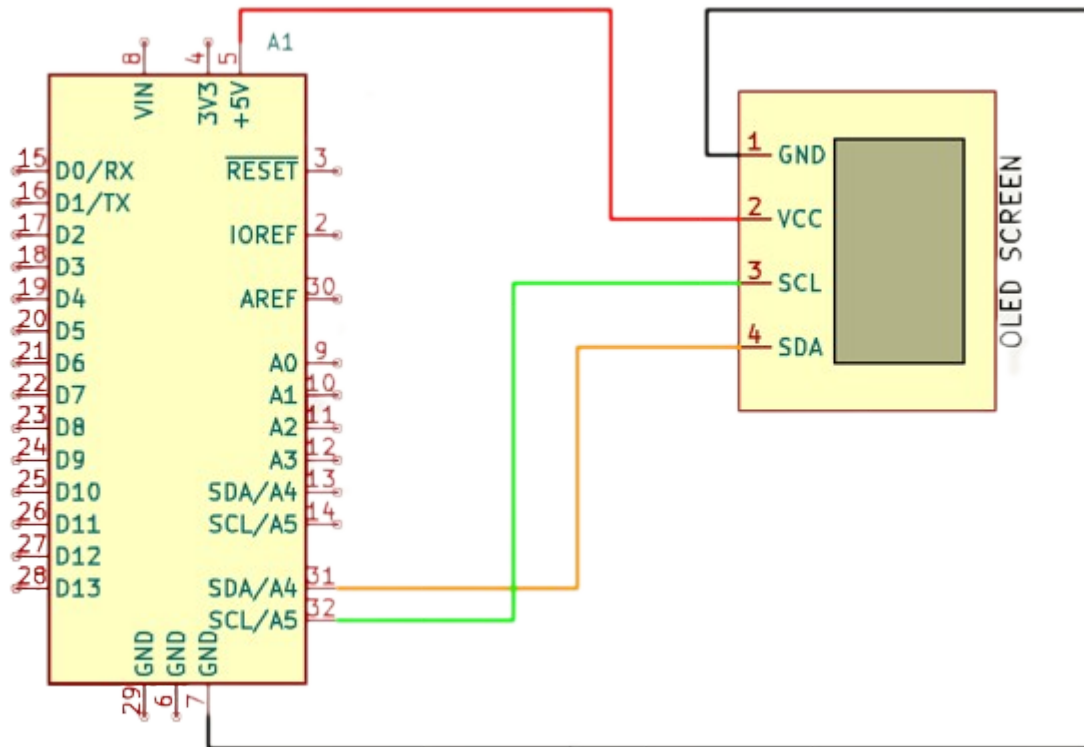 A1
8
4
5
VIN
3V3
+5V
15 D0/RX
RESET 3
16 D1/TX
17 D2
IOREF 2
18 D3
19 D4
AREF 30
20 D5
21 D6
A0 9
22 D7
A1 10
23 D8
A2 11
24 D9
A3 12
25 D10
SDA/A4 13
26 D11
SCL/A5 14
27 D12
28 D13
SDA/A4 31
SCL/A5 32
GND
GND
GND
29
6
7
1 GND
2 VCC
3 SCL
4 SDA
OLED SCREEN